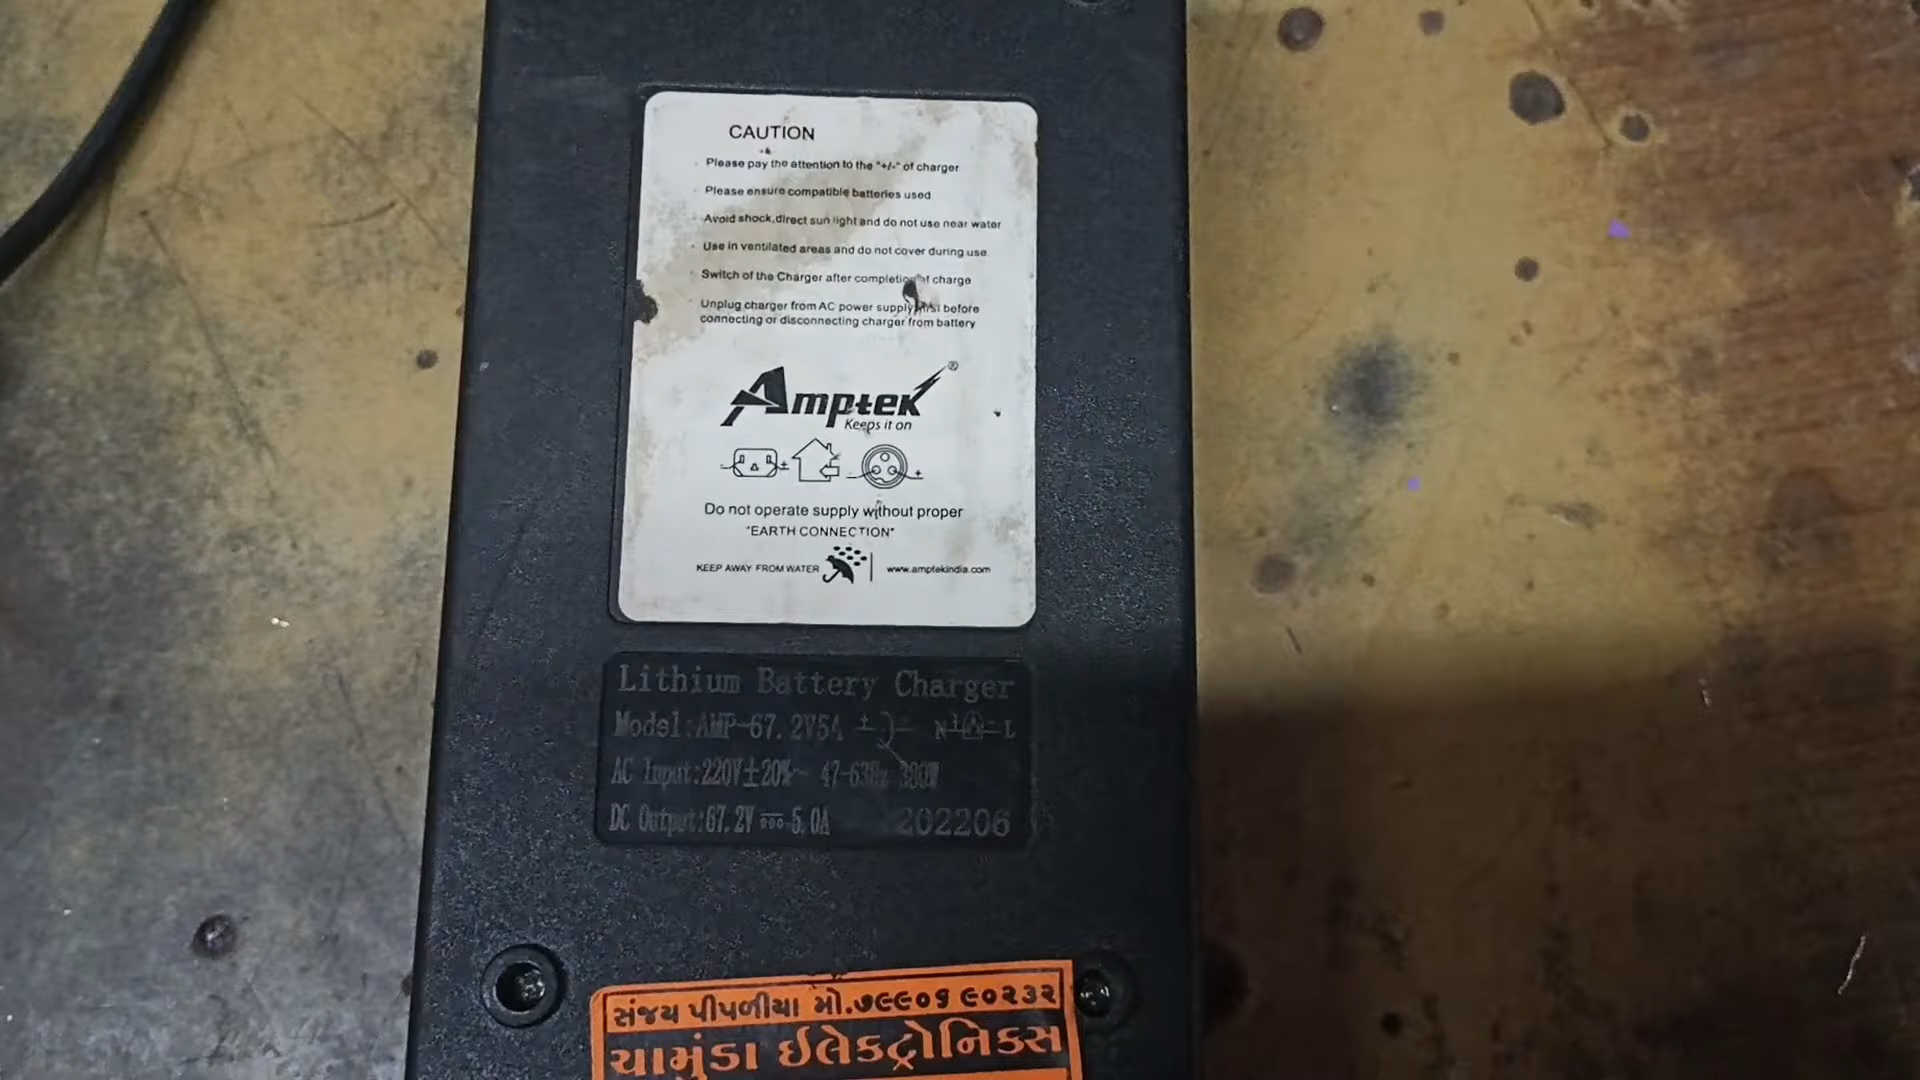 CAUTION
Please pay the attention to the "+/-" of charger
Please ensure compatible batteries used
Avoid shock,direct sun light and do not use near water
Use in ventilated areas and do not cover during use
Switch of the Charger after completion of charge
Unplug charger from AC power supply first before
connecting or disconnecting charger from battery
Amptek®
Keeps it on
Do not operate supply without proper
"EARTH CONNECTION"
KEEP AWAY FROM WATER
www.amptekindia.com
Lithium Battery Charger
Model:AMP-67.2V5A N L
AC Input:220V±20%~ 47-63Hz
DC Output:67.2V 5.0A 202206
સંજય પીપળીયા મો.૭૯૯૦૧ ૯૦૨૩૨
ચામુંડા ઈલેક્ટ્રોનિક્સ